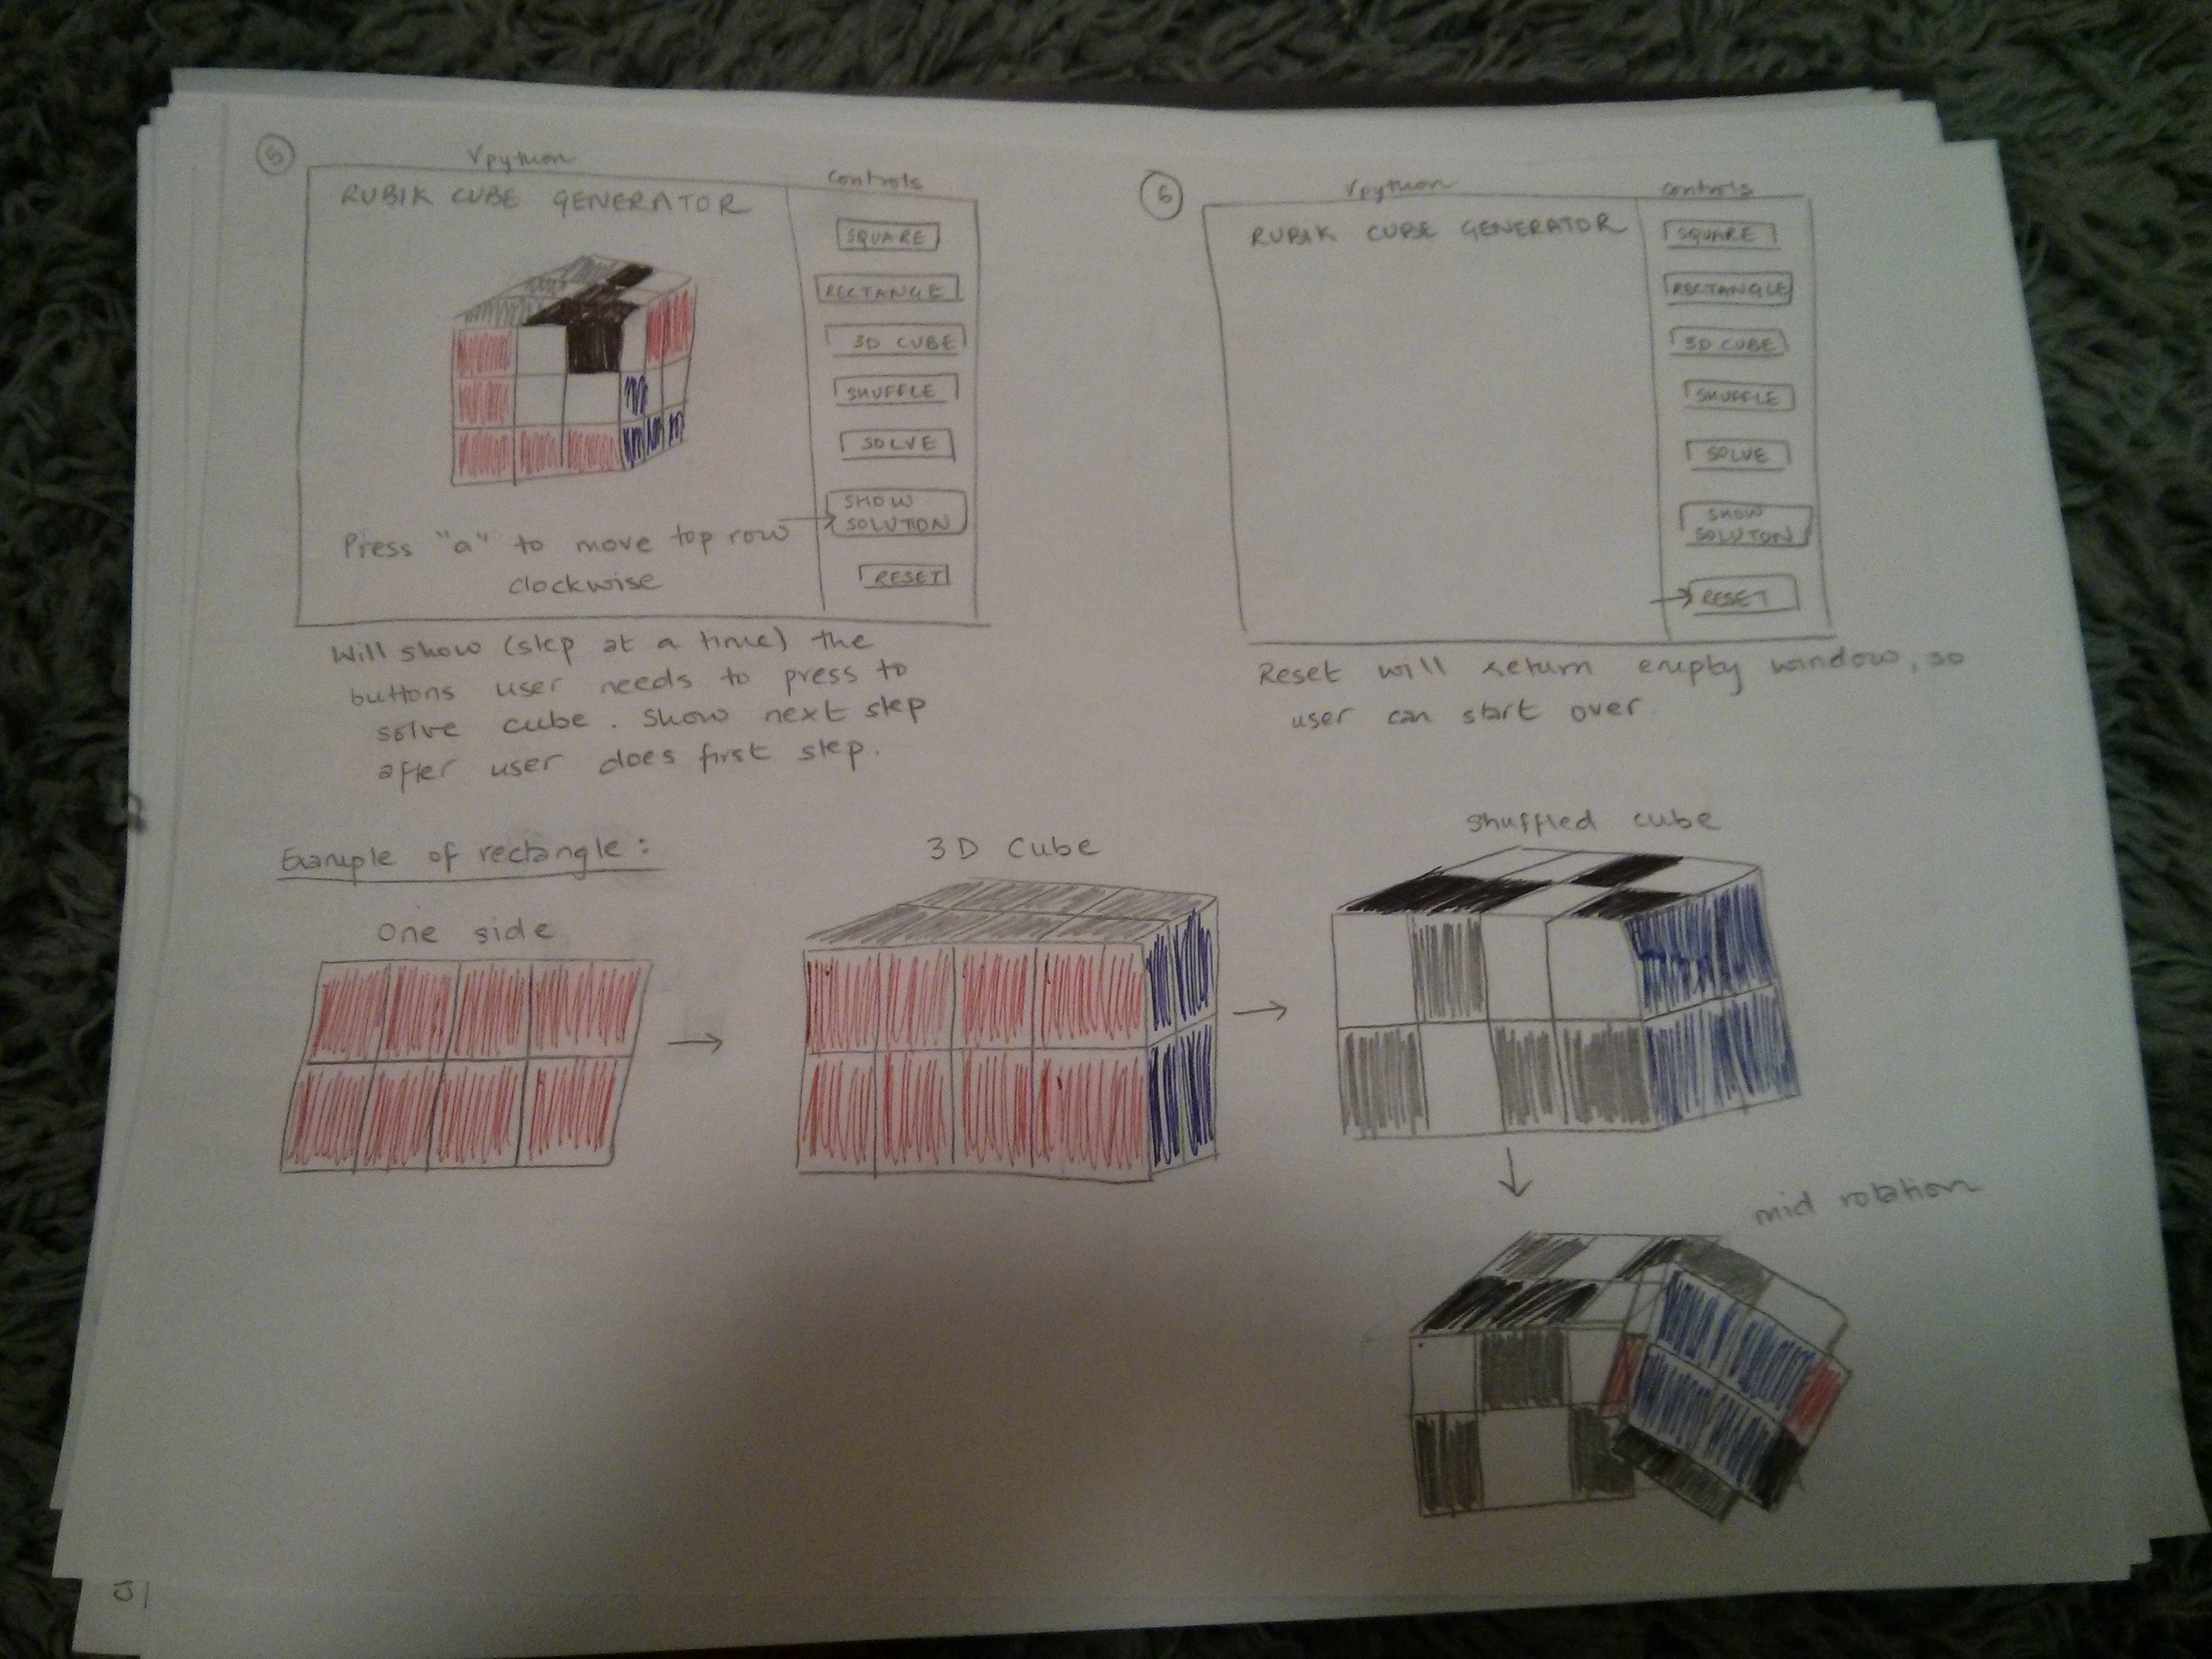 5
Vpython
controls
RUBIK CUBE GENERATOR
SQUARE
RECTANGE
3D CUBE
SHUFFLE
SOLVE
SHOW
SOLUTION
RESET
Press "a" to move top row
clockwise
Will show (step at a time) the
buttons user needs to press to
solve cube. Show next step
after user does first step.
6
Vpython
controls
RUBIK CUBE GENERATOR
SQUARE
RECTANGLE
3D CUBE
SHUFFLE
SOLVE
SHOW
SOLUTON
RESET
Reset will return empty window, so
user can start over
Example of rectangle:
One side
3D Cube
shuffled cube
mid rotation